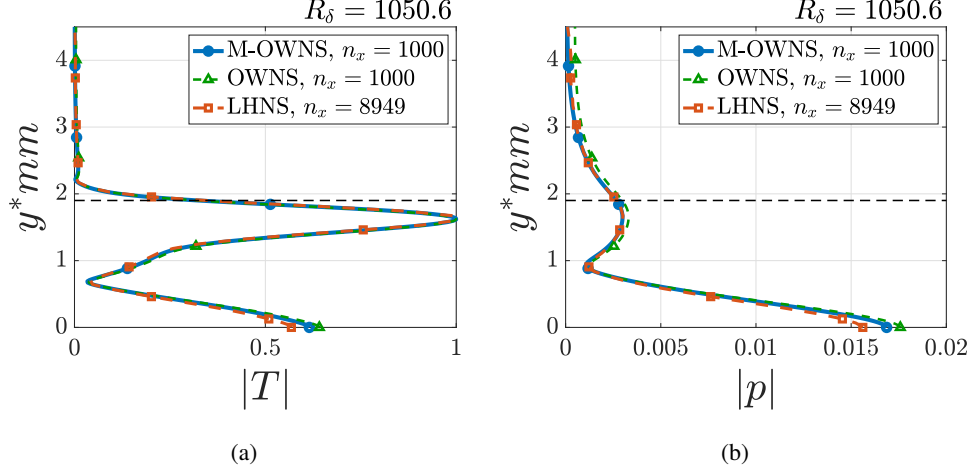 R_δ = 1050.6
M-OWNS, n_x = 1000
OWNS, n_x = 1000
LHNS, n_x = 8949
y*mm
4
3
2
1
0
0 0.5 1
|T|
(a)
R_δ = 1050.6
M-OWNS, n_x = 1000
OWNS, n_x = 1000
LHNS, n_x = 8949
y*mm
4
3
2
1
0
0 0.005 0.01 0.015 0.02
|p|
(b)